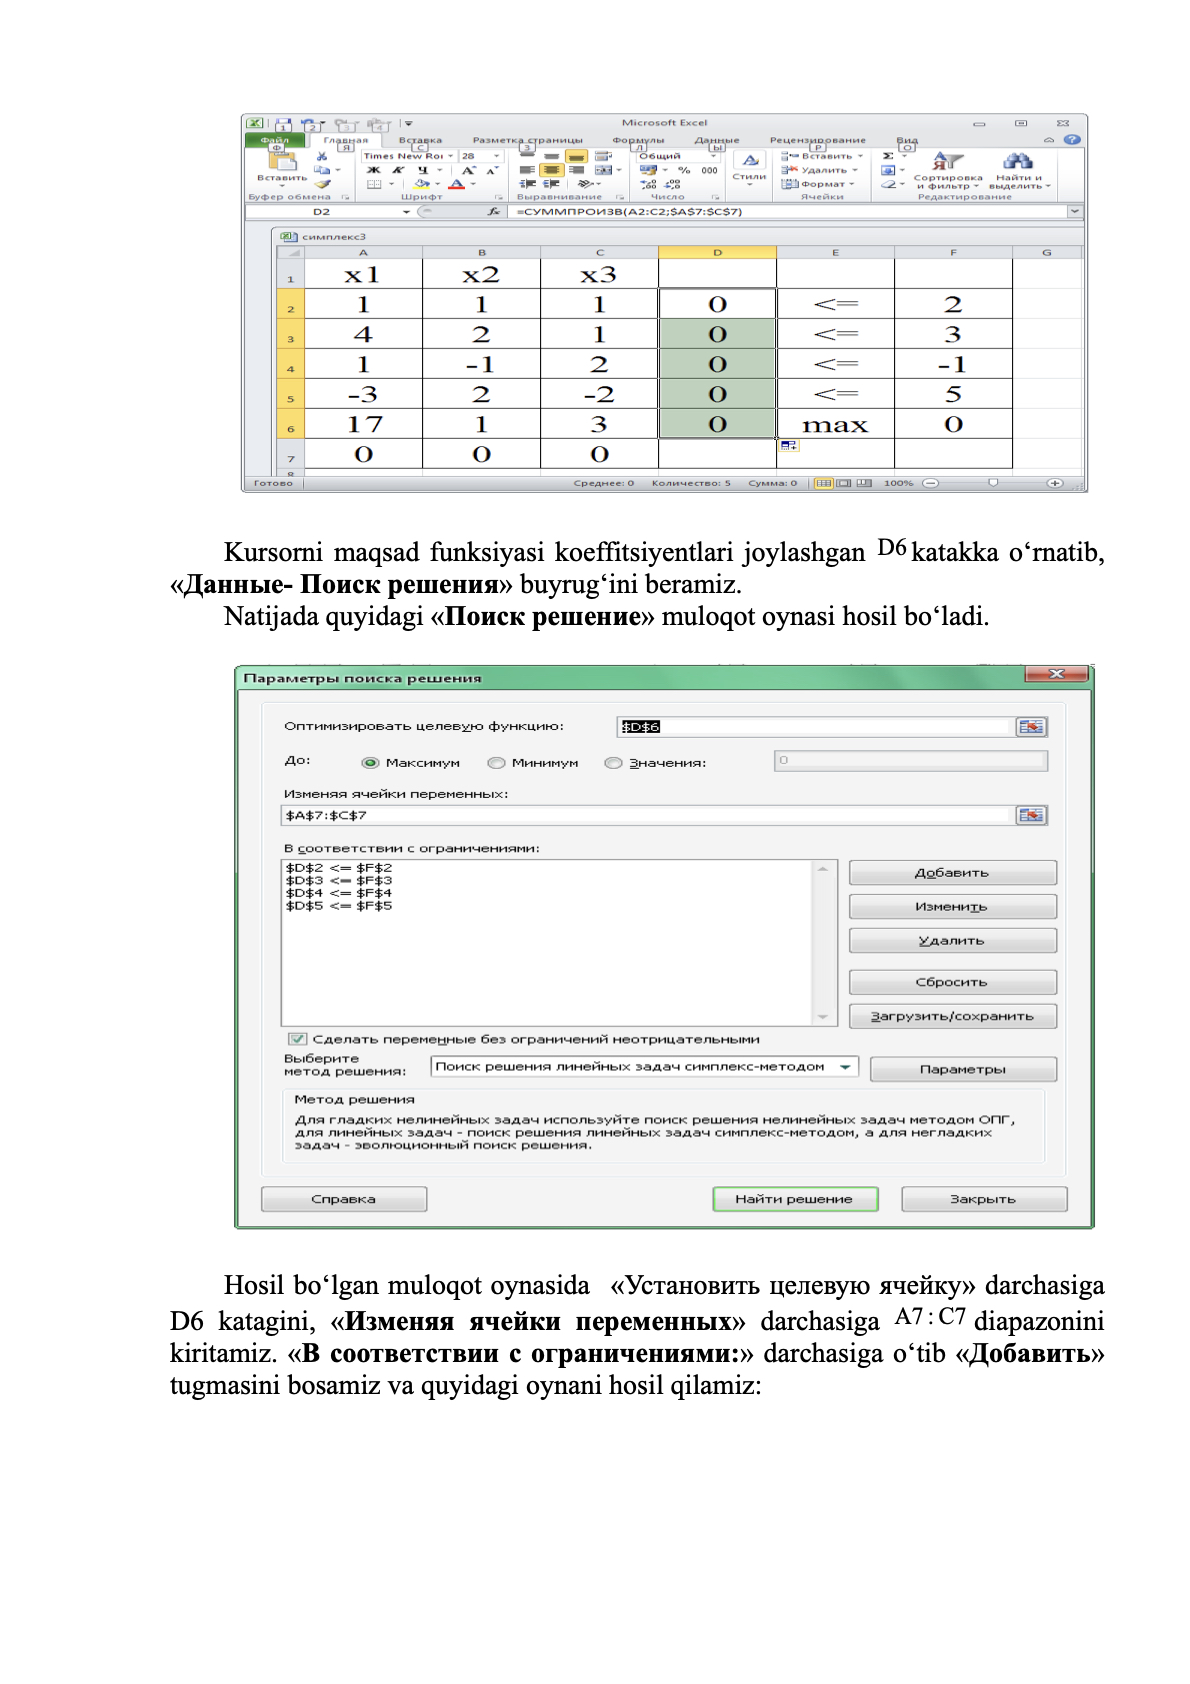 Microsoft Excel
1 2 3 4
Файл Главная Вставка Разметка страницы Формулы Данные Рецензирование Вид
Ф Я С З Л Ы Р О
Times New Roi 28 Общий Вставить Σ
Вставить Ж К Ч А А % 000 Стили Удалить Сортировка и фильтр Найти и выделить
А Формат
Буфер обмена Шрифт Выравнивание Число Ячейки Редактирование
D2 fx =СУММПРОИЗВ(A2:C2;$A$7:$C$7)
симплекс3
A B C D E F G
1 x1 x2 x3
2 1 1 1 0 <= 2
3 4 2 1 0 <= 3
4 1 -1 2 0 <= -1
5 -3 2 -2 0 <= 5
6 17 1 3 0 max 0
7 0 0 0
8
Готово Среднее: 0 Количество: 5 Сумма: 0 100%
Kursorni maqsad funksiyasi koeffitsiyentlari joylashgan D6 katakka o‘rnatib,
«Данные- Поиск решения» buyrug‘ini beramiz.
Natijada quyidagi «Поиск решение» muloqot oynasi hosil bo‘ladi.
Параметры поиска решения
Оптимизировать целевую функцию: $D$6
До: Максимум Минимум Значения: 0
Изменяя ячейки переменных:
$A$7:$C$7
В соответствии с ограничениями:
$D$2 <= $F$2
$D$3 <= $F$3
$D$4 <= $F$4
$D$5 <= $F$5
Добавить
Изменить
Удалить
Сбросить
Загрузить/сохранить
Сделать переменные без ограничений неотрицательными
Выберите
метод решения: Поиск решения линейных задач симплекс-методом Параметры
Метод решения
Для гладких нелинейных задач используйте поиск решения нелинейных задач методом ОПГ,
для линейных задач - поиск решения линейных задач симплекс-методом, а для негладких
задач - эволюционный поиск решения.
Справка Найти решение Закрыть
Hosil bo‘lgan muloqot oynasida «Установить целевую ячейку» darchasiga
D6 katagini, «Изменяя ячейки переменных» darchasiga A7 : C7 diapazonini
kiritamiz. «В соответствии с ограничениями:» darchasiga o‘tib «Добавить»
tugmasini bosamiz va quyidagi oynani hosil qilamiz: